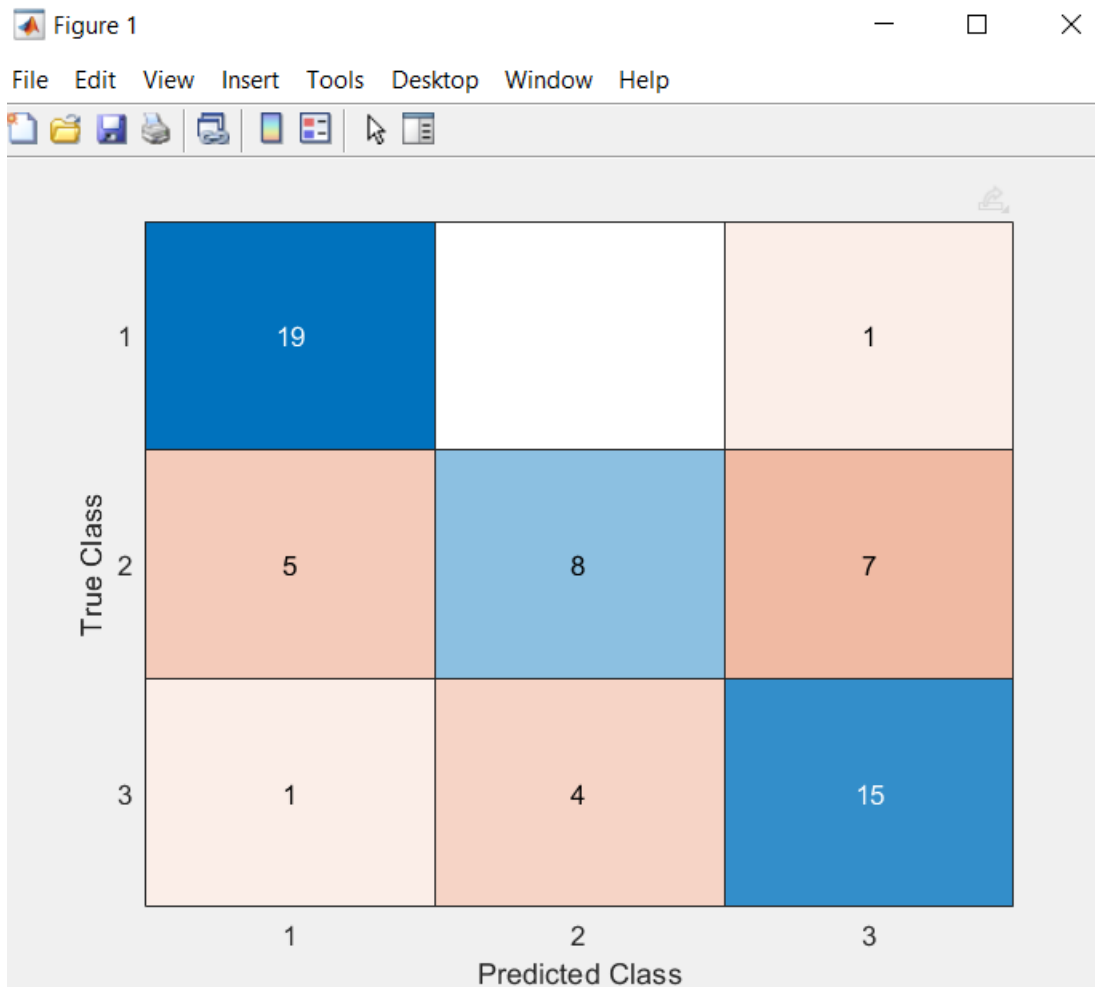 Figure 1
File Edit View Insert Tools Desktop Window Help
1 19 1
True Class
2 5 8 7
3 1 4 15
1 2 3
Predicted Class